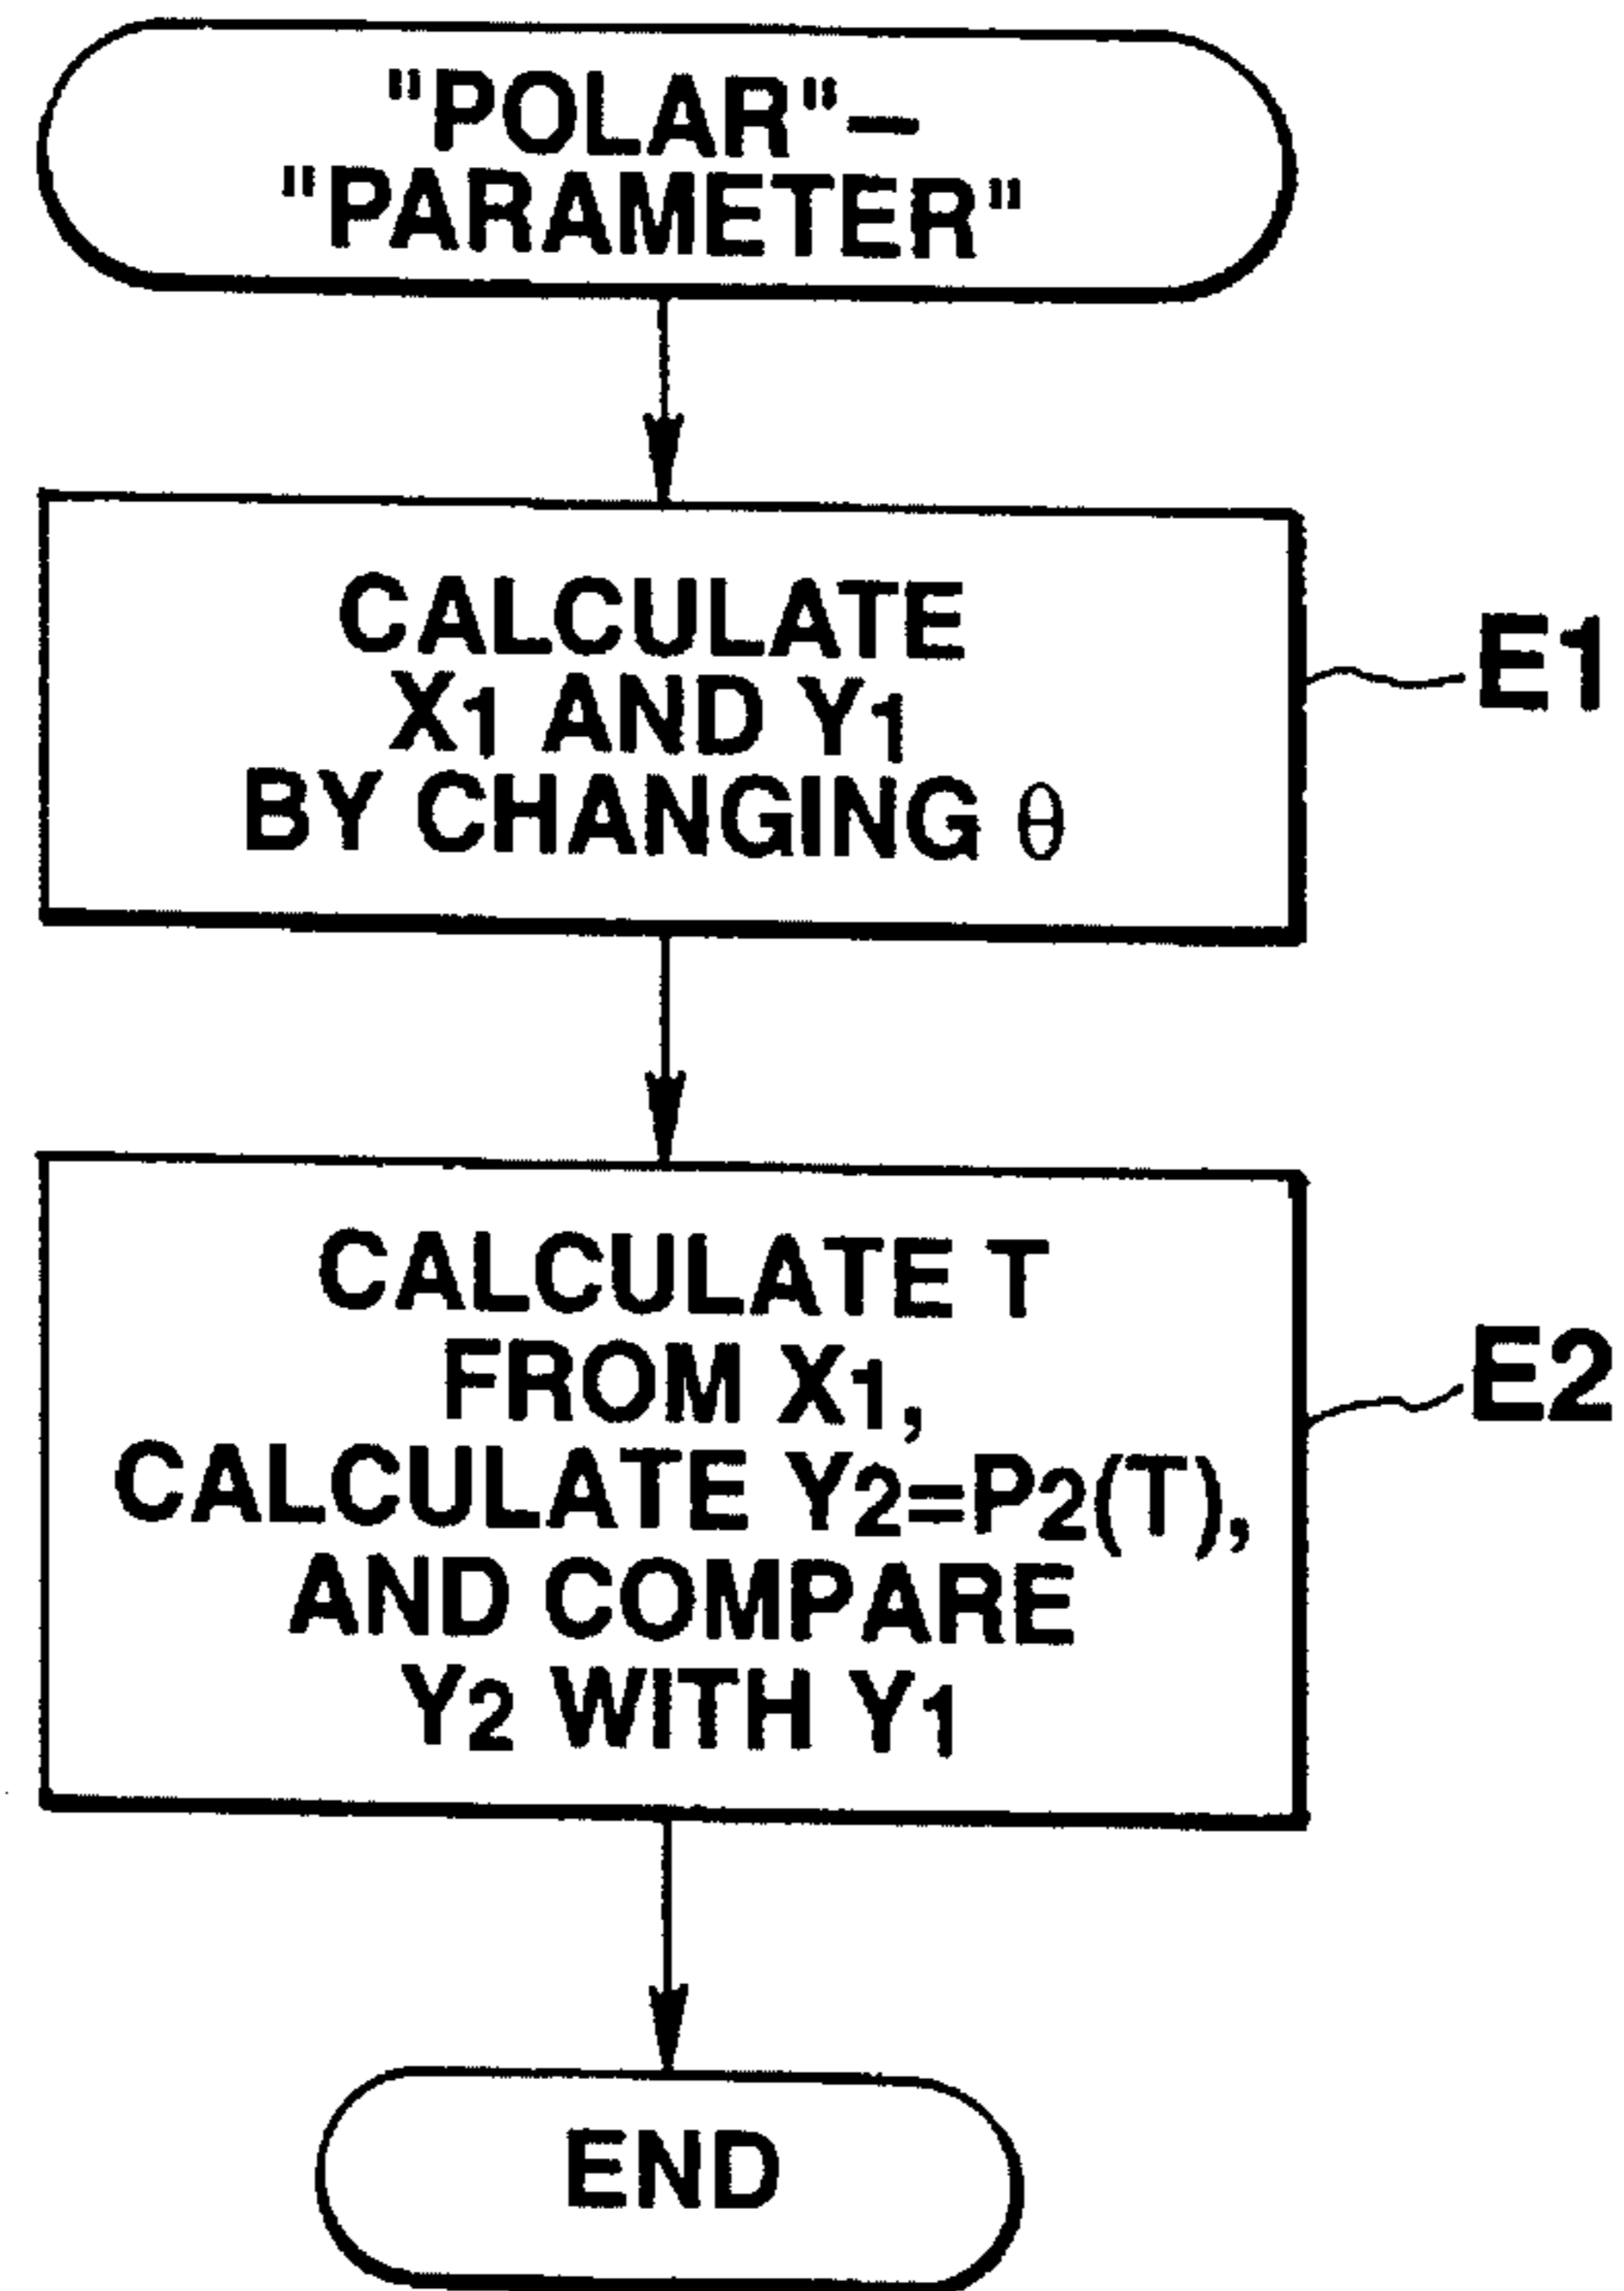 "POLAR"–
"PARAMETER"
CALCULATE
X1 AND Y1
BY CHANGING θ
E1
CALCULATE T
FROM X1,
CALCULATE Y2=P2(T),
AND COMPARE
Y2 WITH Y1
E2
END